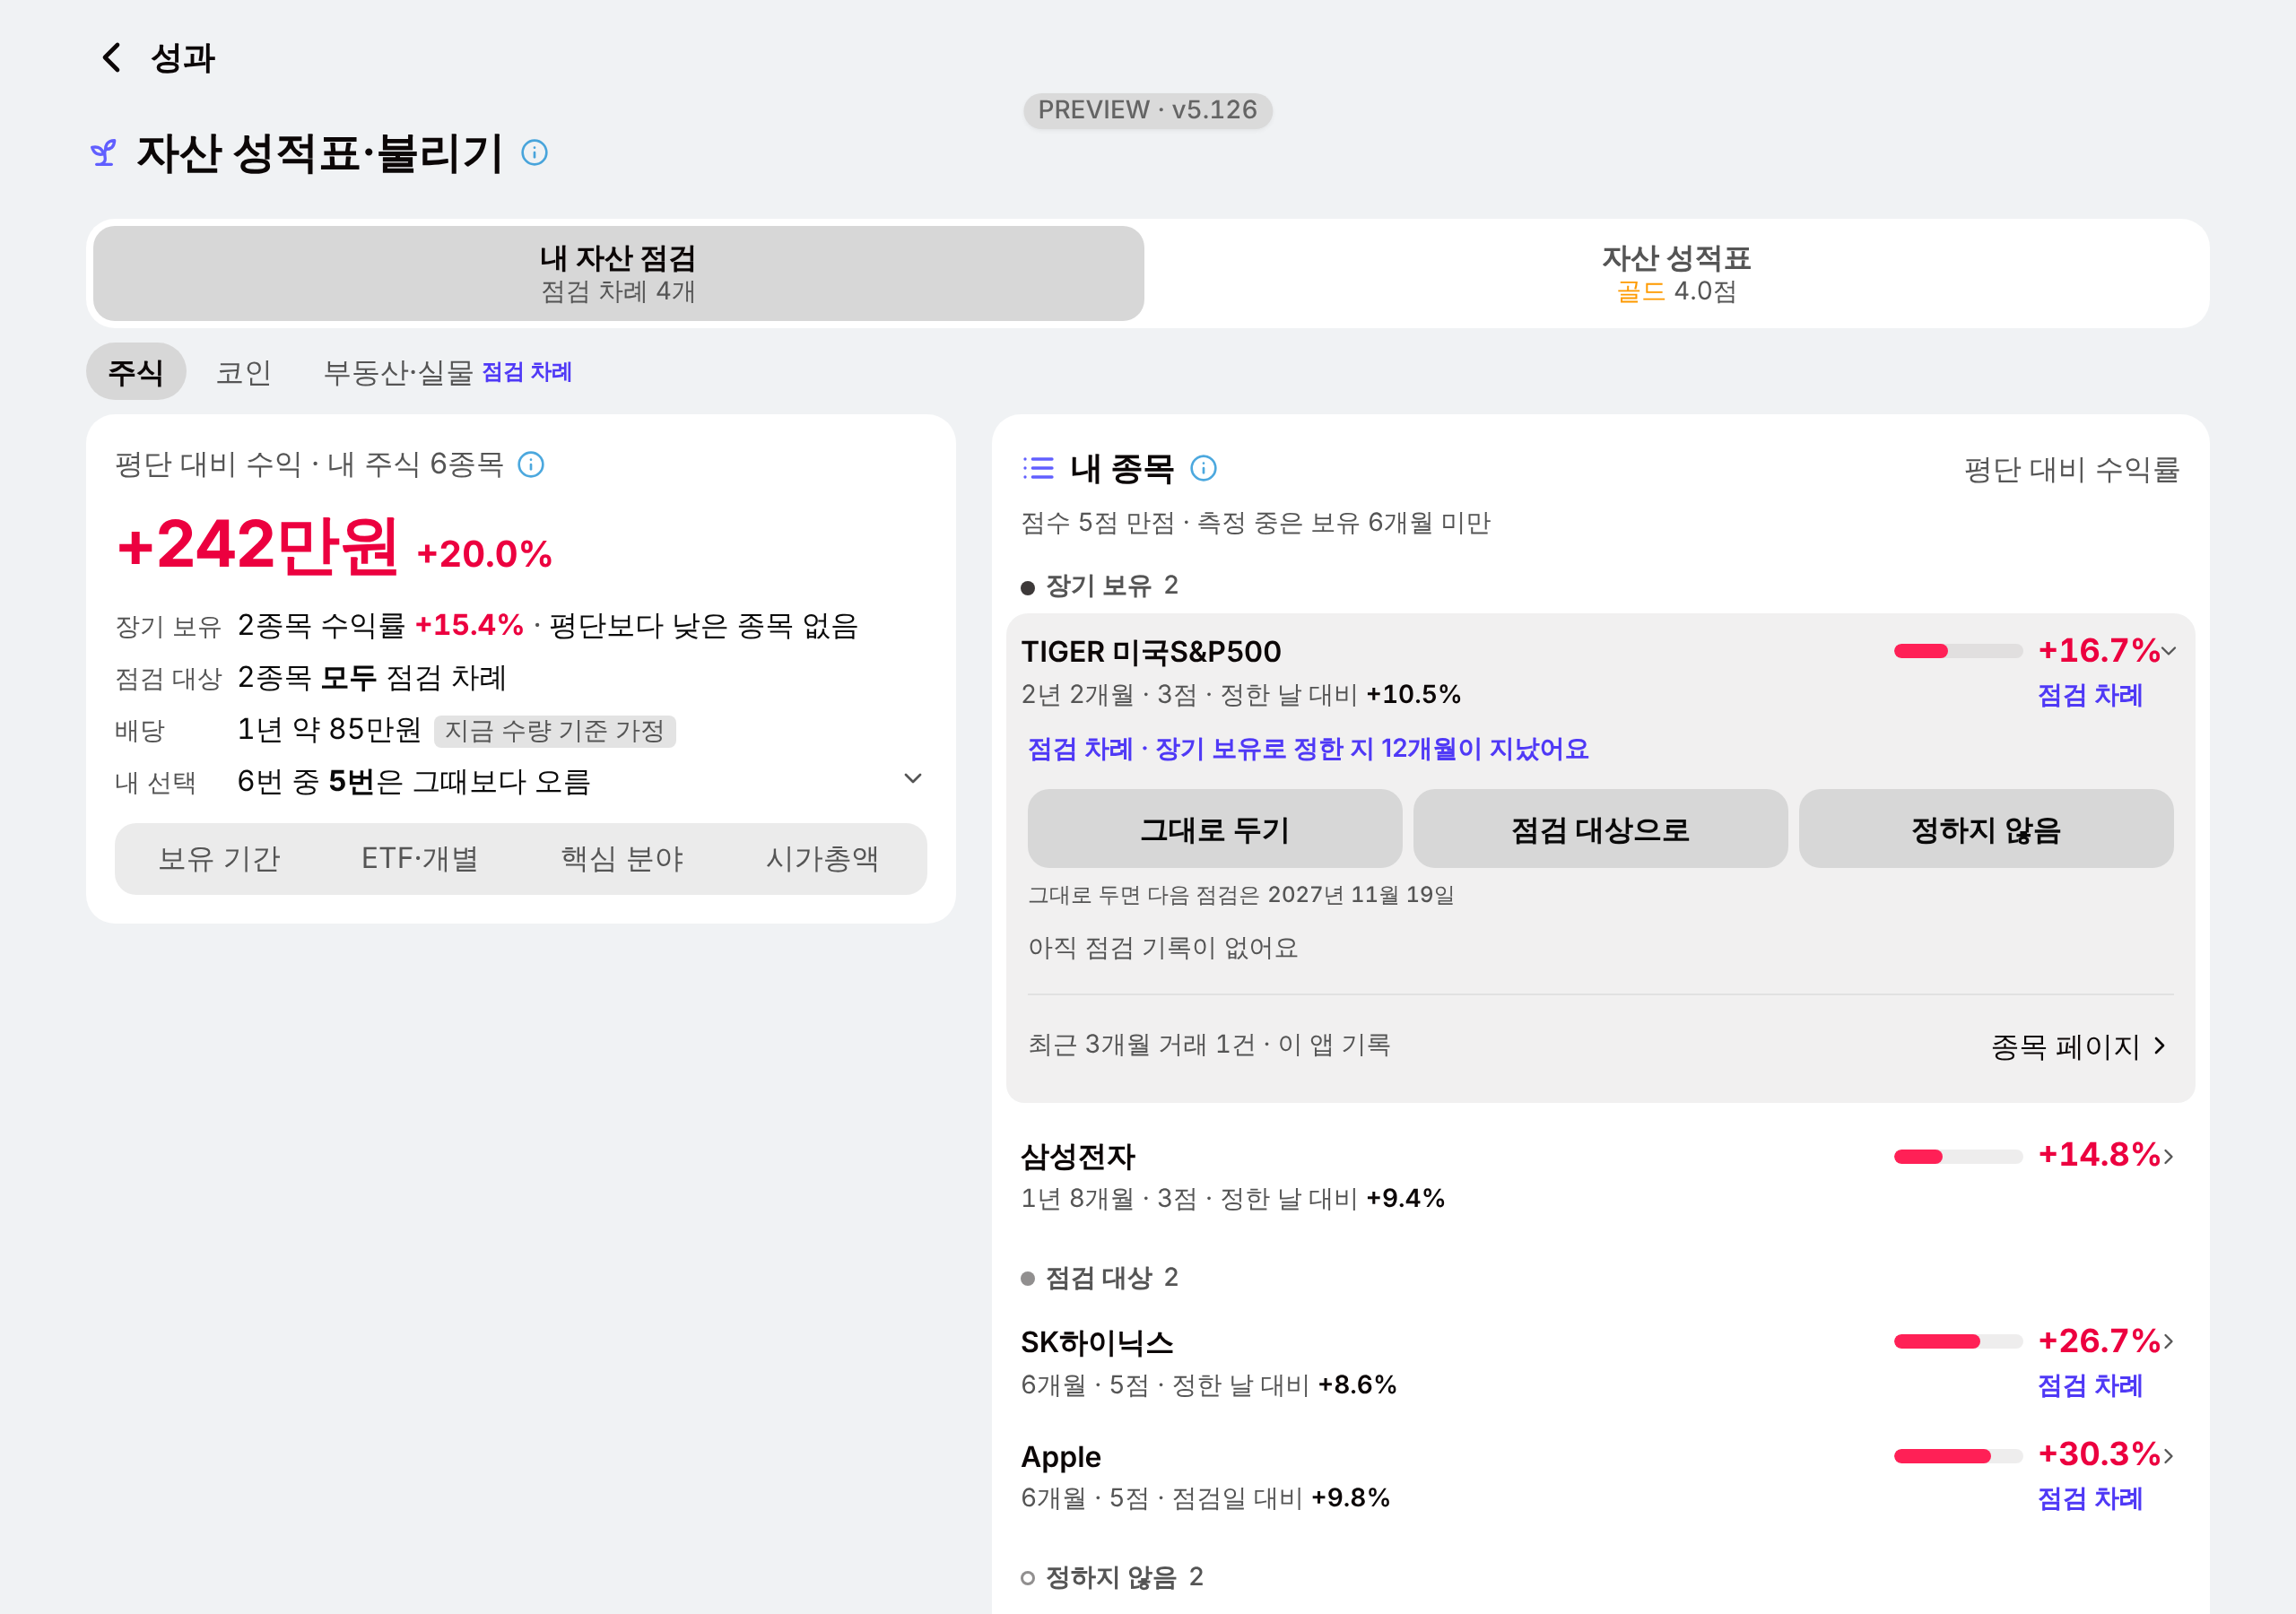 성과
PREVIEW · v5.126
자산 성적표·불리기
내 자산 점검
점검 차례 4개
자산 성적표
골드 4.0점
주식
코인
부동산·실물 점검 차례
평단 대비 수익 · 내 주식 6종목
+242만원 +20.0%
장기 보유 2종목 수익률 +15.4% · 평단보다 낮은 종목 없음
점검 대상 2종목 모두 점검 차례
배당 1년 약 85만원 지금 수량 기준 가정
내 선택 6번 중 5번은 그때보다 오름
보유 기간 ETF·개별 핵심 분야 시가총액
내 종목
평단 대비 수익률
점수 5점 만점 · 측정 중은 보유 6개월 미만
장기 보유 2
TIGER 미국S&P500 +16.7%
2년 2개월 · 3점 · 정한 날 대비 +10.5% 점검 차례
점검 차례 · 장기 보유로 정한 지 12개월이 지났어요
그대로 두기 점검 대상으로 정하지 않음
그대로 두면 다음 점검은 2027년 11월 19일
아직 점검 기록이 없어요
최근 3개월 거래 1건 · 이 앱 기록 종목 페이지
삼성전자 +14.8%
1년 8개월 · 3점 · 정한 날 대비 +9.4%
점검 대상 2
SK하이닉스 +26.7%
6개월 · 5점 · 정한 날 대비 +8.6% 점검 차례
Apple +30.3%
6개월 · 5점 · 점검일 대비 +9.8% 점검 차례
정하지 않음 2